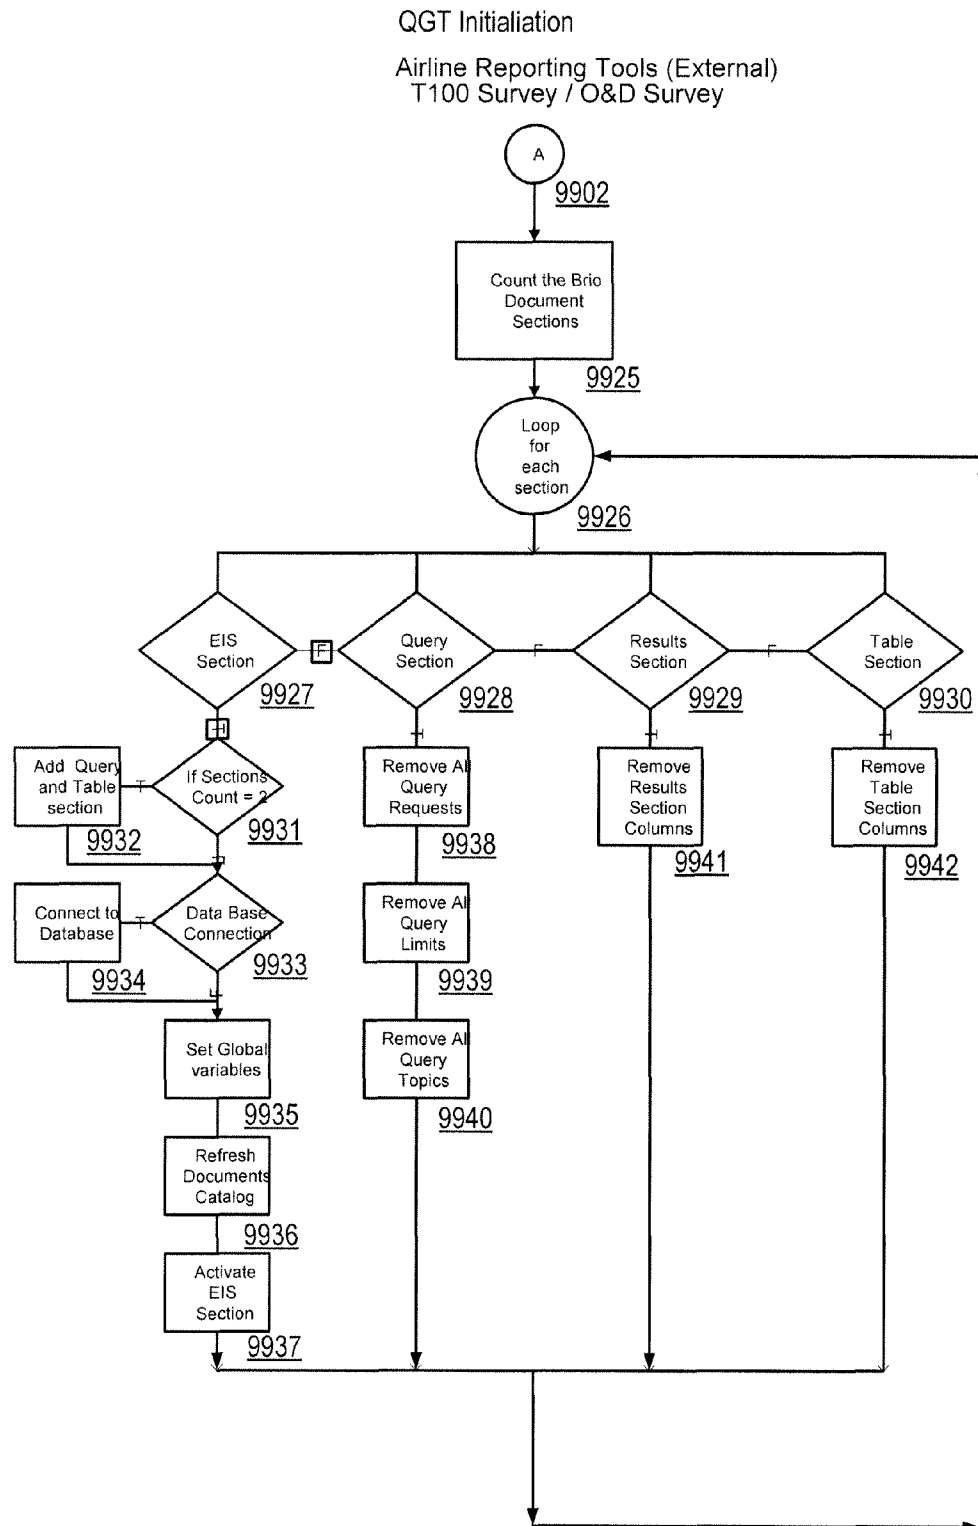 QGT Initialiation
Airline Reporting Tools (External)
T100 Survey / O&D Survey
A
9902
Count the Brio
Document
Sections
9925
Loop
for
each
section
9926
EIS
Section
9927
F
Query
Section
9928
F
Results
Section
9929
F
Table
Section
9930
T
T
T
T
Add Query
and Table
section
9932
T
If Sections
Count = 2
9931
F
Remove All
Query
Requests
9938
Remove
Results
Section
Columns
9941
Remove
Table
Section
Columns
9942
Connect to
Database
9934
T
Data Base
Connection
9933
F
Remove All
Query
Limits
9939
Set Global
variables
9935
Remove All
Query
Topics
9940
Refresh
Documents
Catalog
9936
Activate
EIS
Section
9937